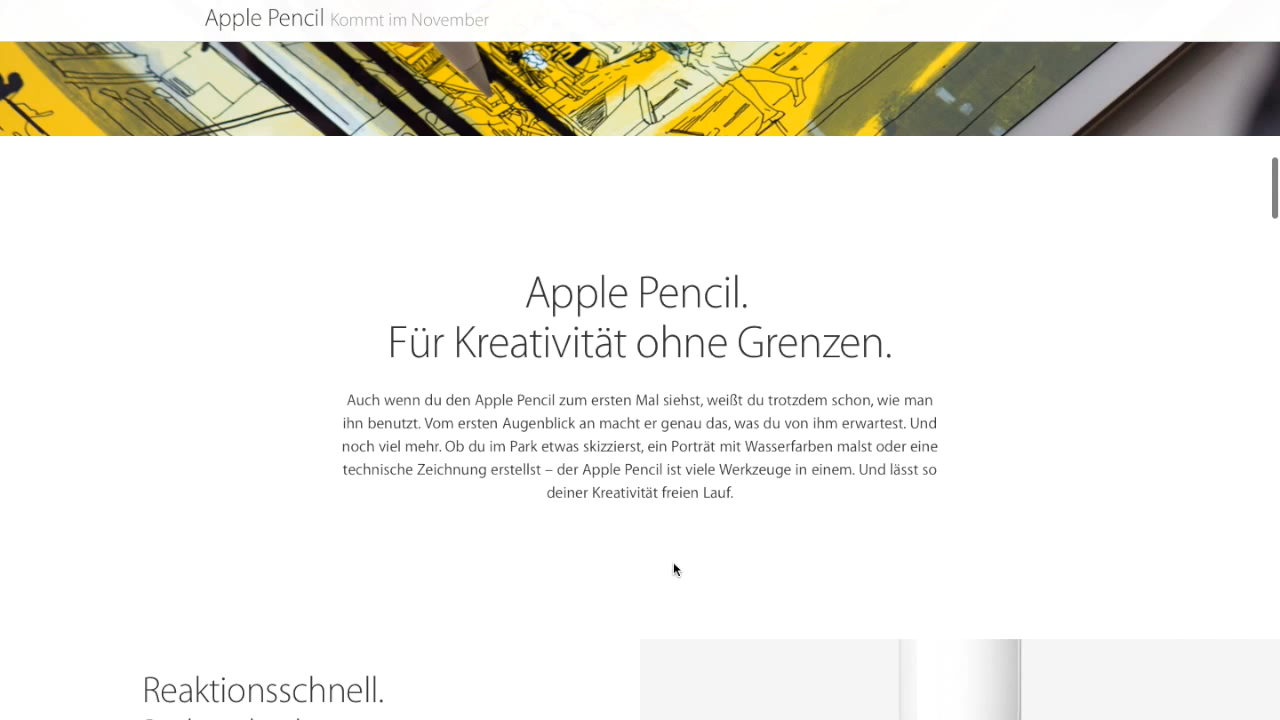 Apple Pencil Kommt im November
Apple Pencil.
Für Kreativität ohne Grenzen.
Auch wenn du den Apple Pencil zum ersten Mal siehst, weißt du trotzdem schon, wie man
ihn benutzt. Vom ersten Augenblick an macht er genau das, was du von ihm erwartest. Und
noch viel mehr. Ob du im Park etwas skizzierst, ein Porträt mit Wasserfarben malst oder eine
technische Zeichnung erstellst – der Apple Pencil ist viele Werkzeuge in einem. Und lässt so
deiner Kreativität freien Lauf.
Reaktionsschnell.